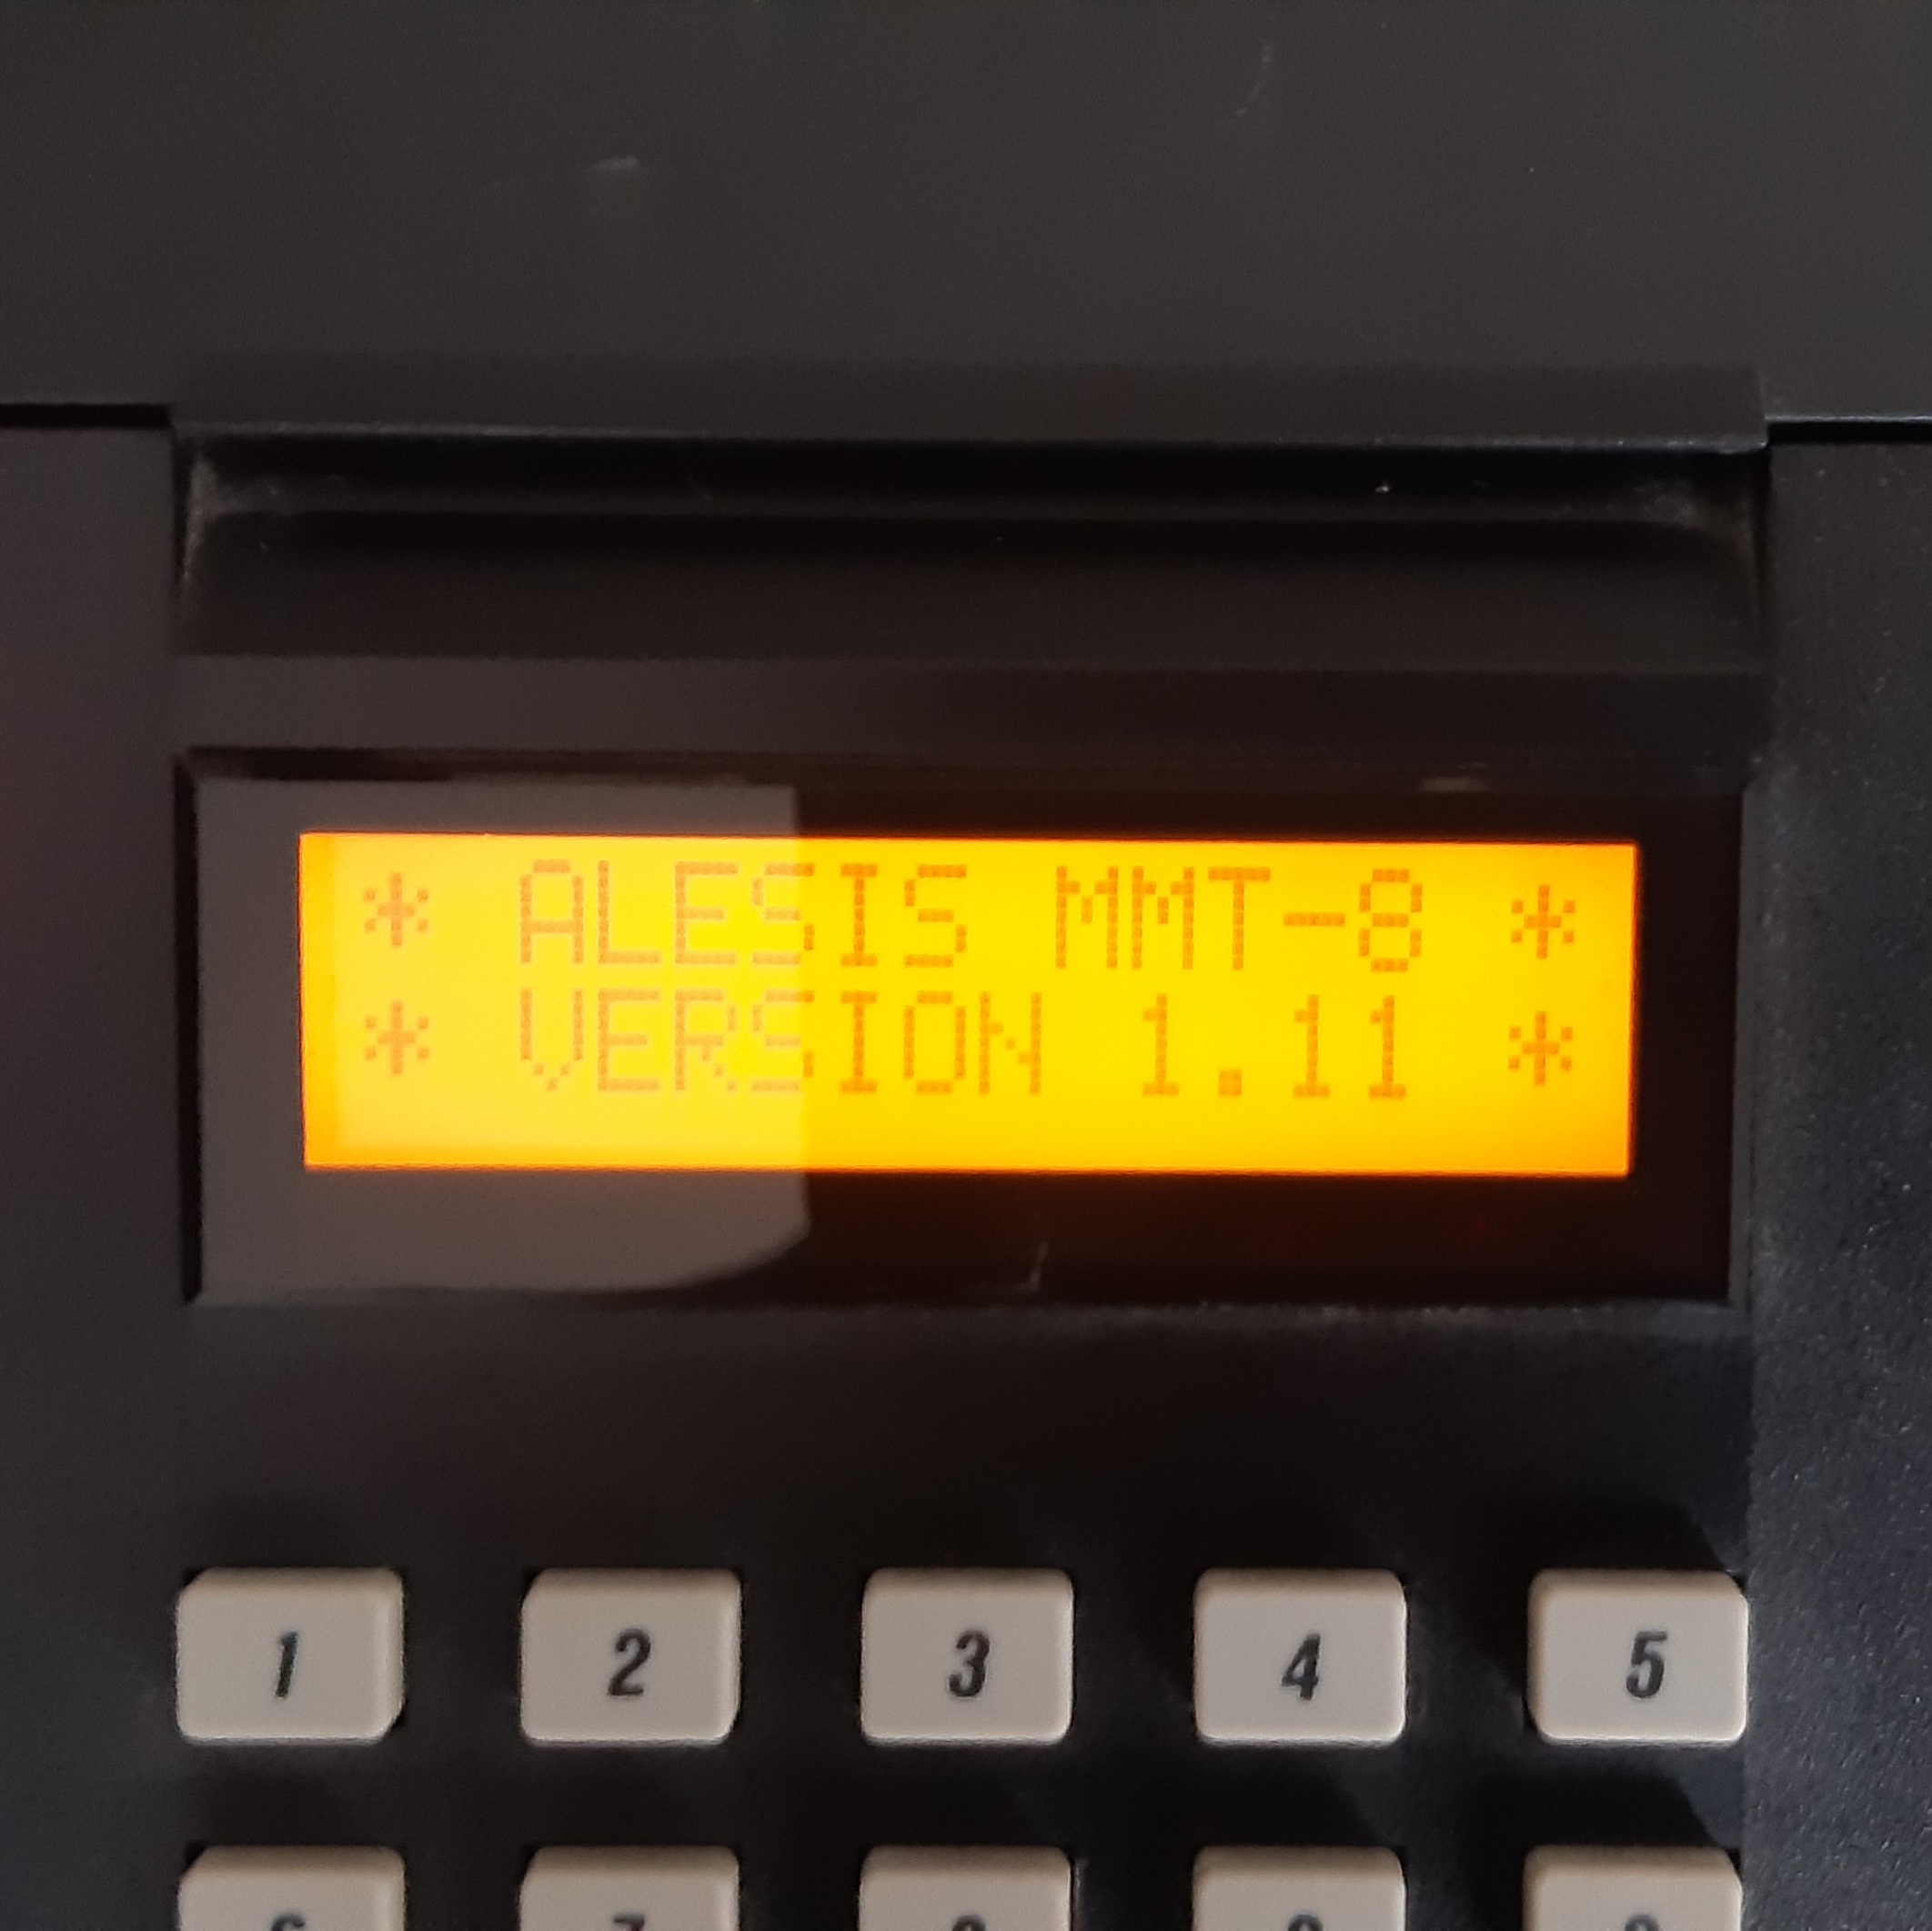 * ALESIS MMT-8 *
* VERSION 1.11 *
1 2 3 4 5